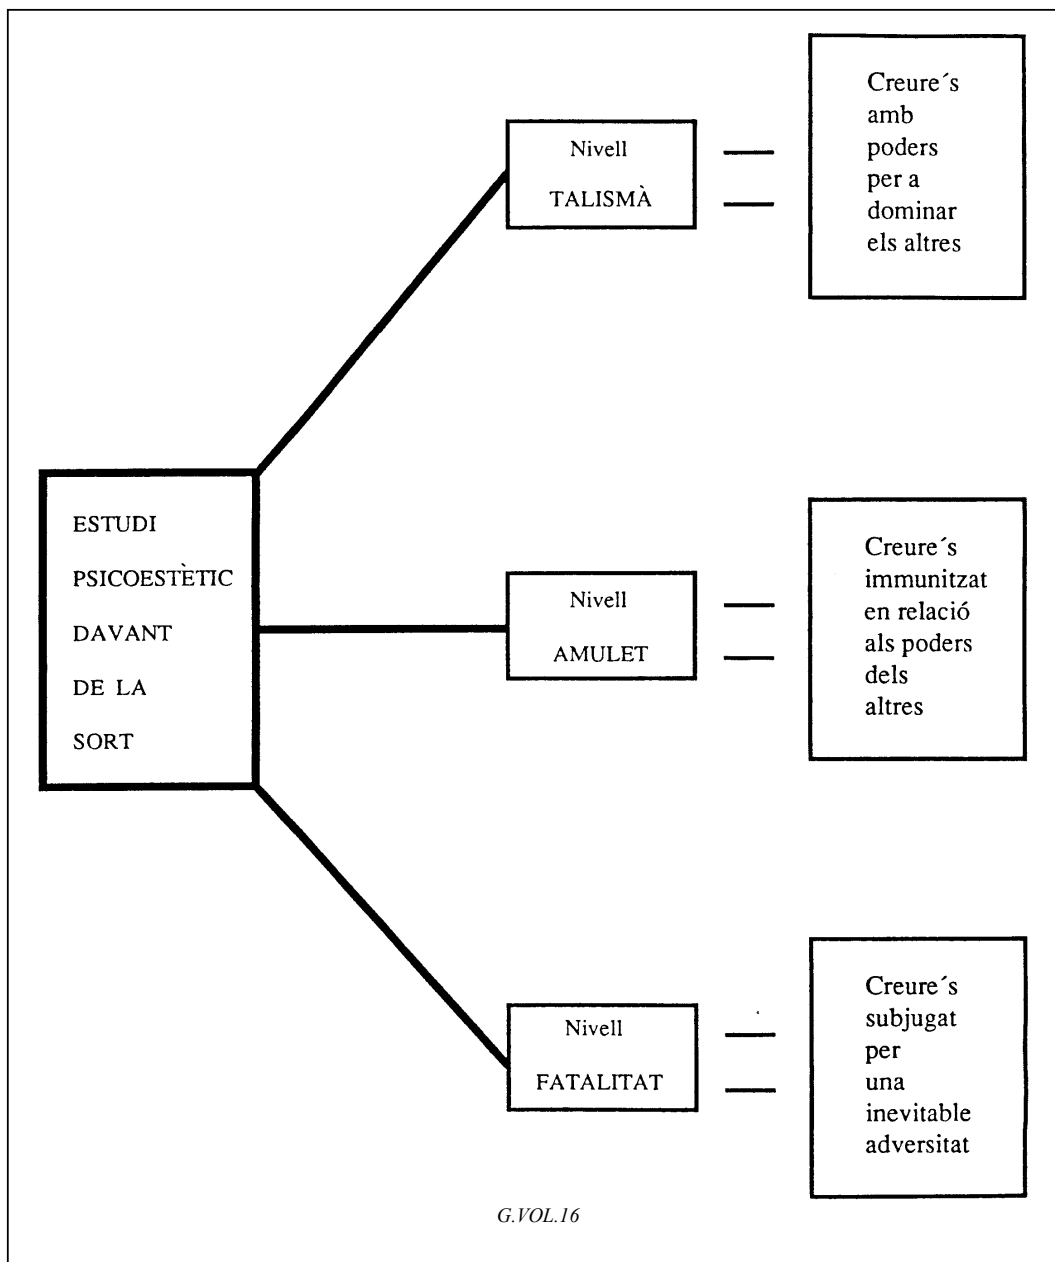 Creure´s
amb
poders
per a
dominar
els altres
Nivell
TALISMÀ
ESTUDI
PSICOESTÈTIC
DAVANT
DE LA
SORT
Nivell
AMULET
Creure´s
immunitzat
en relació
als poders
dels
altres
Nivell
FATALITAT
Creure´s
subjugat
per
una
inevitable
adversitat
G.VOL.16